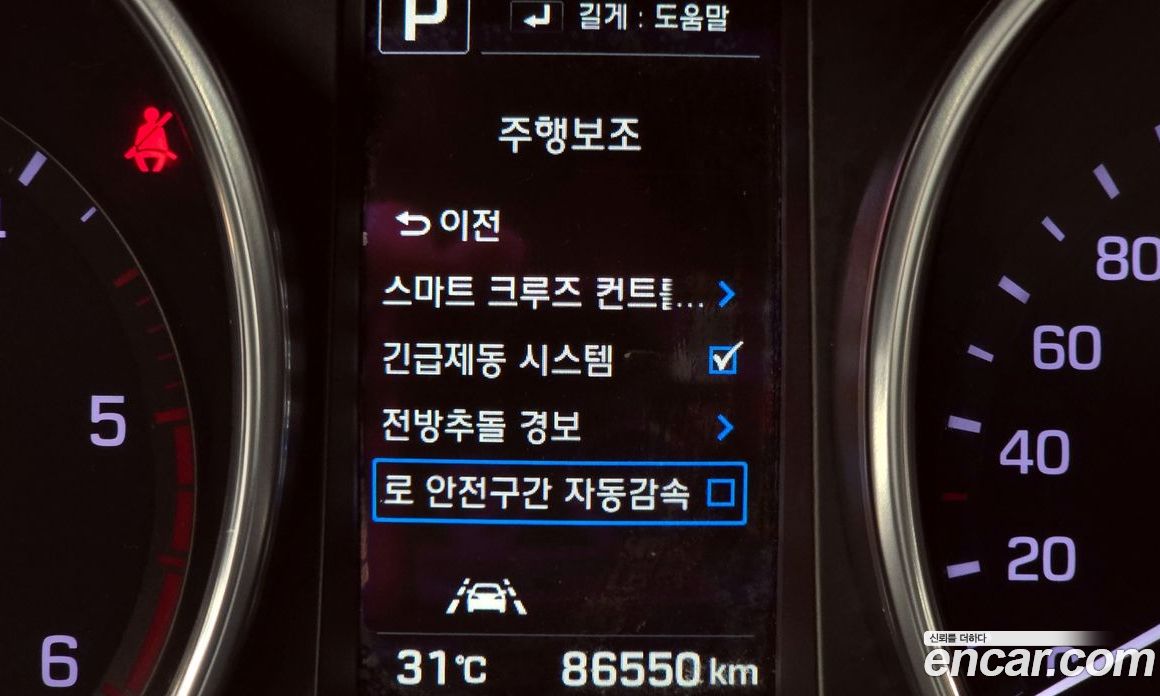 P
길게 : 도움말
주행보조
이전
스마트 크루즈 컨트롤...
긴급제동 시스템
전방추돌 경보
로 안전구간 자동감속
31℃
86550 km
5
6
80
60
40
20
신뢰를 더하다
encar.com